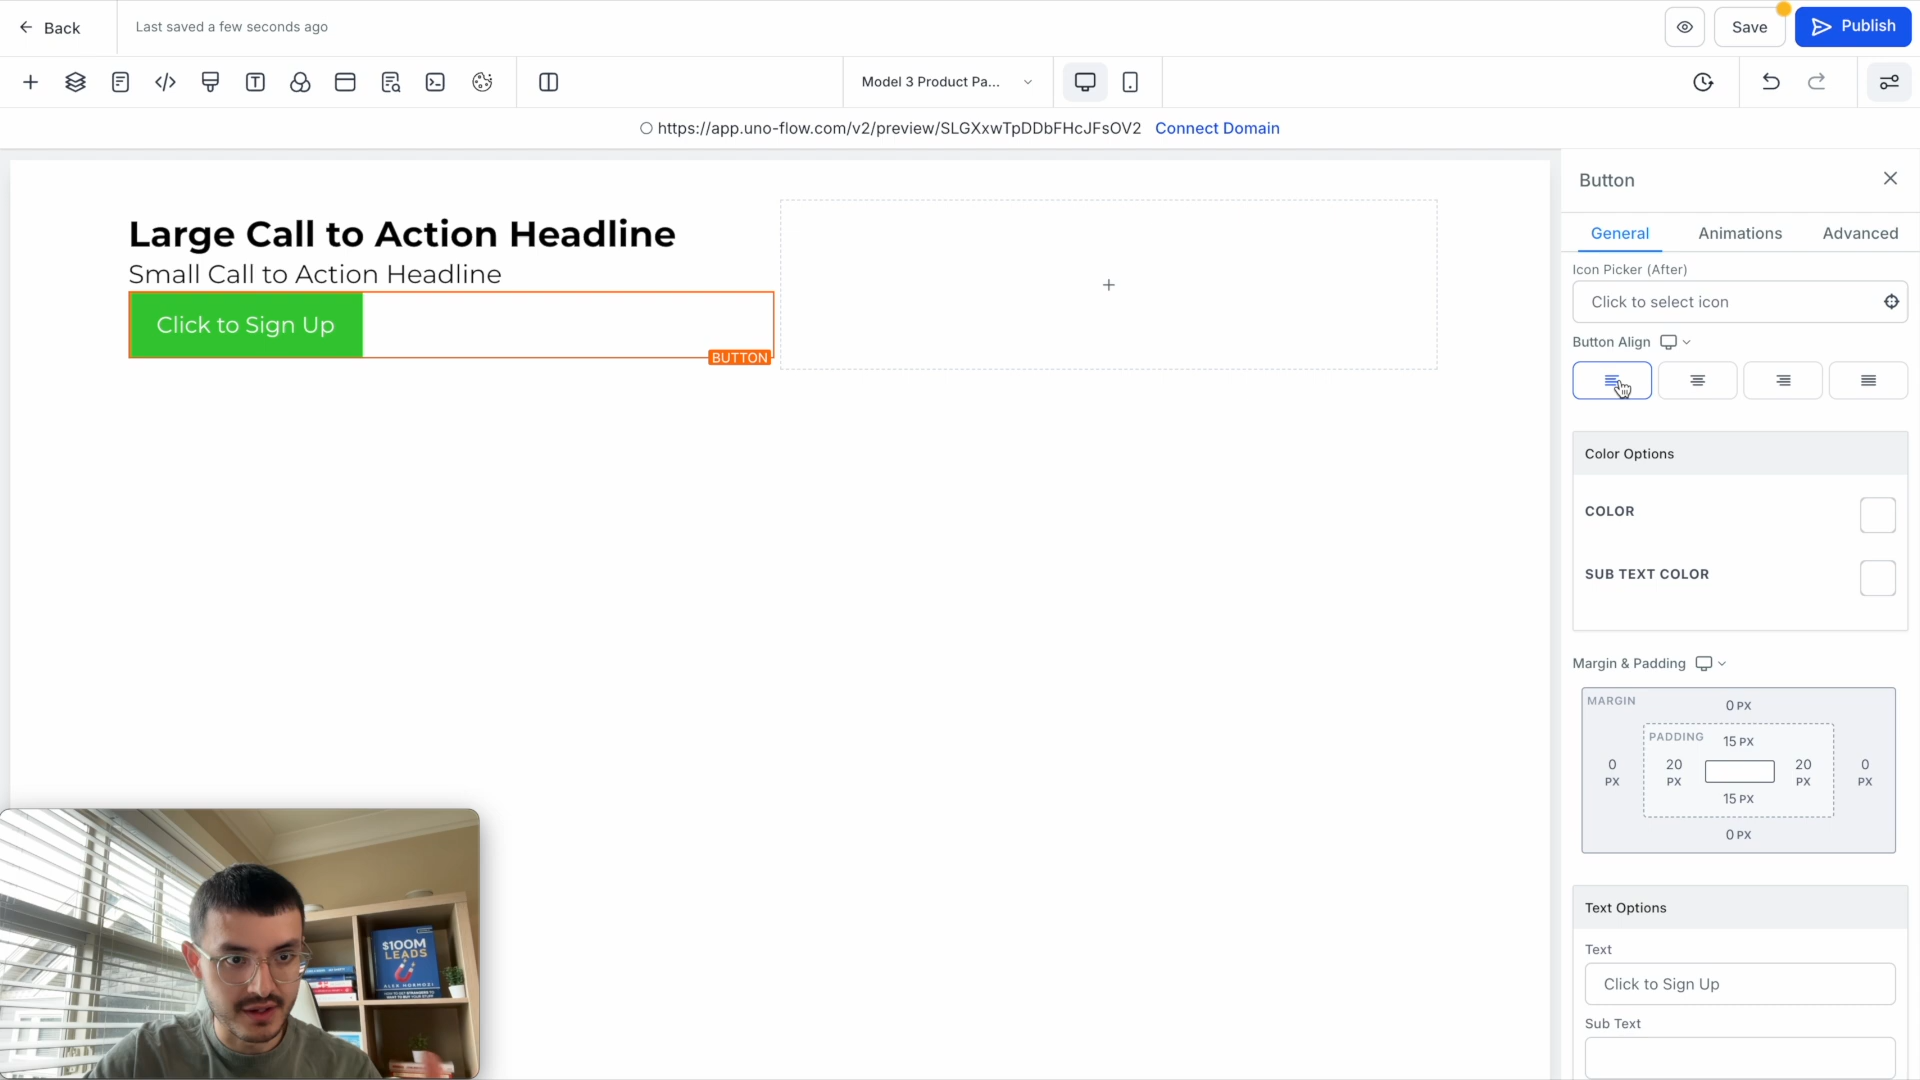 Back
Last saved a few seconds ago
Save
Publish
Model 3 Product Pa...
https://app.uno-flow.com/v2/preview/SLGXxwTpDDbFHcJFsOV2 Connect Domain
Large Call to Action Headline
Small Call to Action Headline
Click to Sign Up
BUTTON
Button
General
Animations
Advanced
Icon Picker (After)
Click to select icon
Button Align
Color Options
COLOR
SUB TEXT COLOR
Margin & Padding
MARGIN
0 PX
PADDING
15 PX
0 PX
20 PX
20 PX
0 PX
15 PX
0 PX
Text Options
Text
Click to Sign Up
Sub Text
$100M
LEADS
ALEX HORMOZI